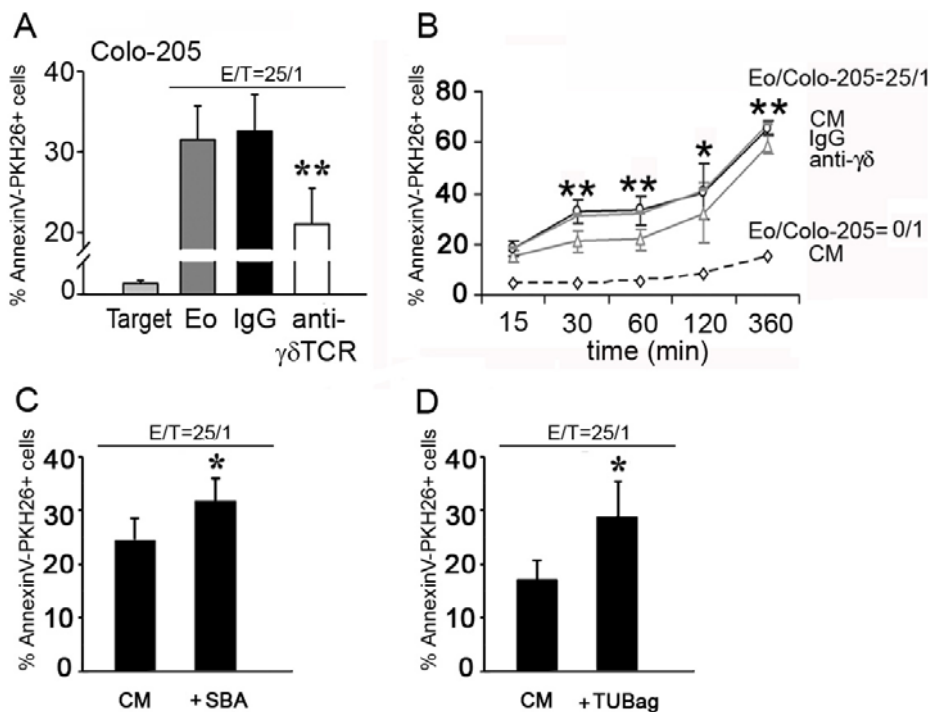 A
Colo-205
E/T=25/1
% AnnexinV-PKH26+ cells
40
30
20
0
**
Target Eo IgG anti-
γδTCR
B
Eo/Colo-205=25/1
% AnnexinV-PKH26+ cells
80
60
40
20
0
** ** * **
CM
IgG
anti-γδ
Eo/Colo-205= 0/1
CM
15 30 60 120 360
time (min)
C
E/T=25/1
% AnnexinV-PKH26+ cells
40
30
20
10
0
*
CM +SBA
D
E/T=25/1
% AnnexinV-PKH26+ cells
40
30
20
10
0
*
CM +TUBag